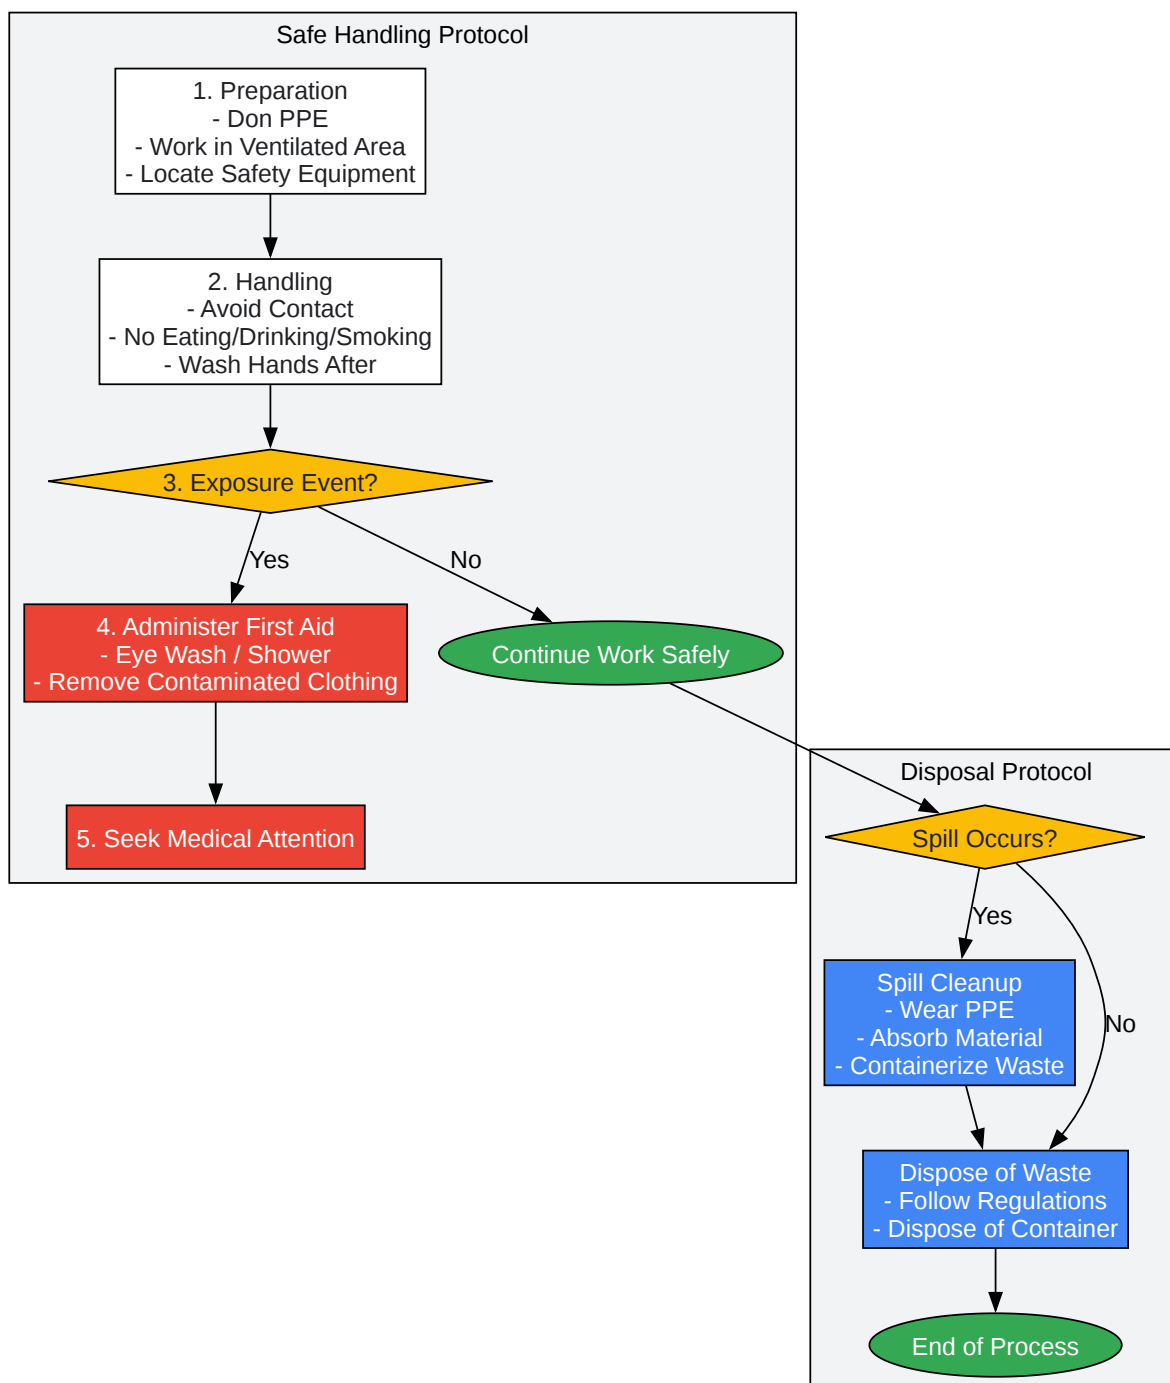 Safe Handling Protocol
1. Preparation
- Don PPE
- Work in Ventilated Area
- Locate Safety Equipment
2. Handling
- Avoid Contact
- No Eating/Drinking/Smoking
- Wash Hands After
3. Exposure Event?
Yes
No
4. Administer First Aid
- Eye Wash / Shower
- Remove Contaminated Clothing
Continue Work Safely
5. Seek Medical Attention
Disposal Protocol
Spill Occurs?
Yes
No
Spill Cleanup
- Wear PPE
- Absorb Material
- Containerize Waste
Dispose of Waste
- Follow Regulations
- Dispose of Container
End of Process